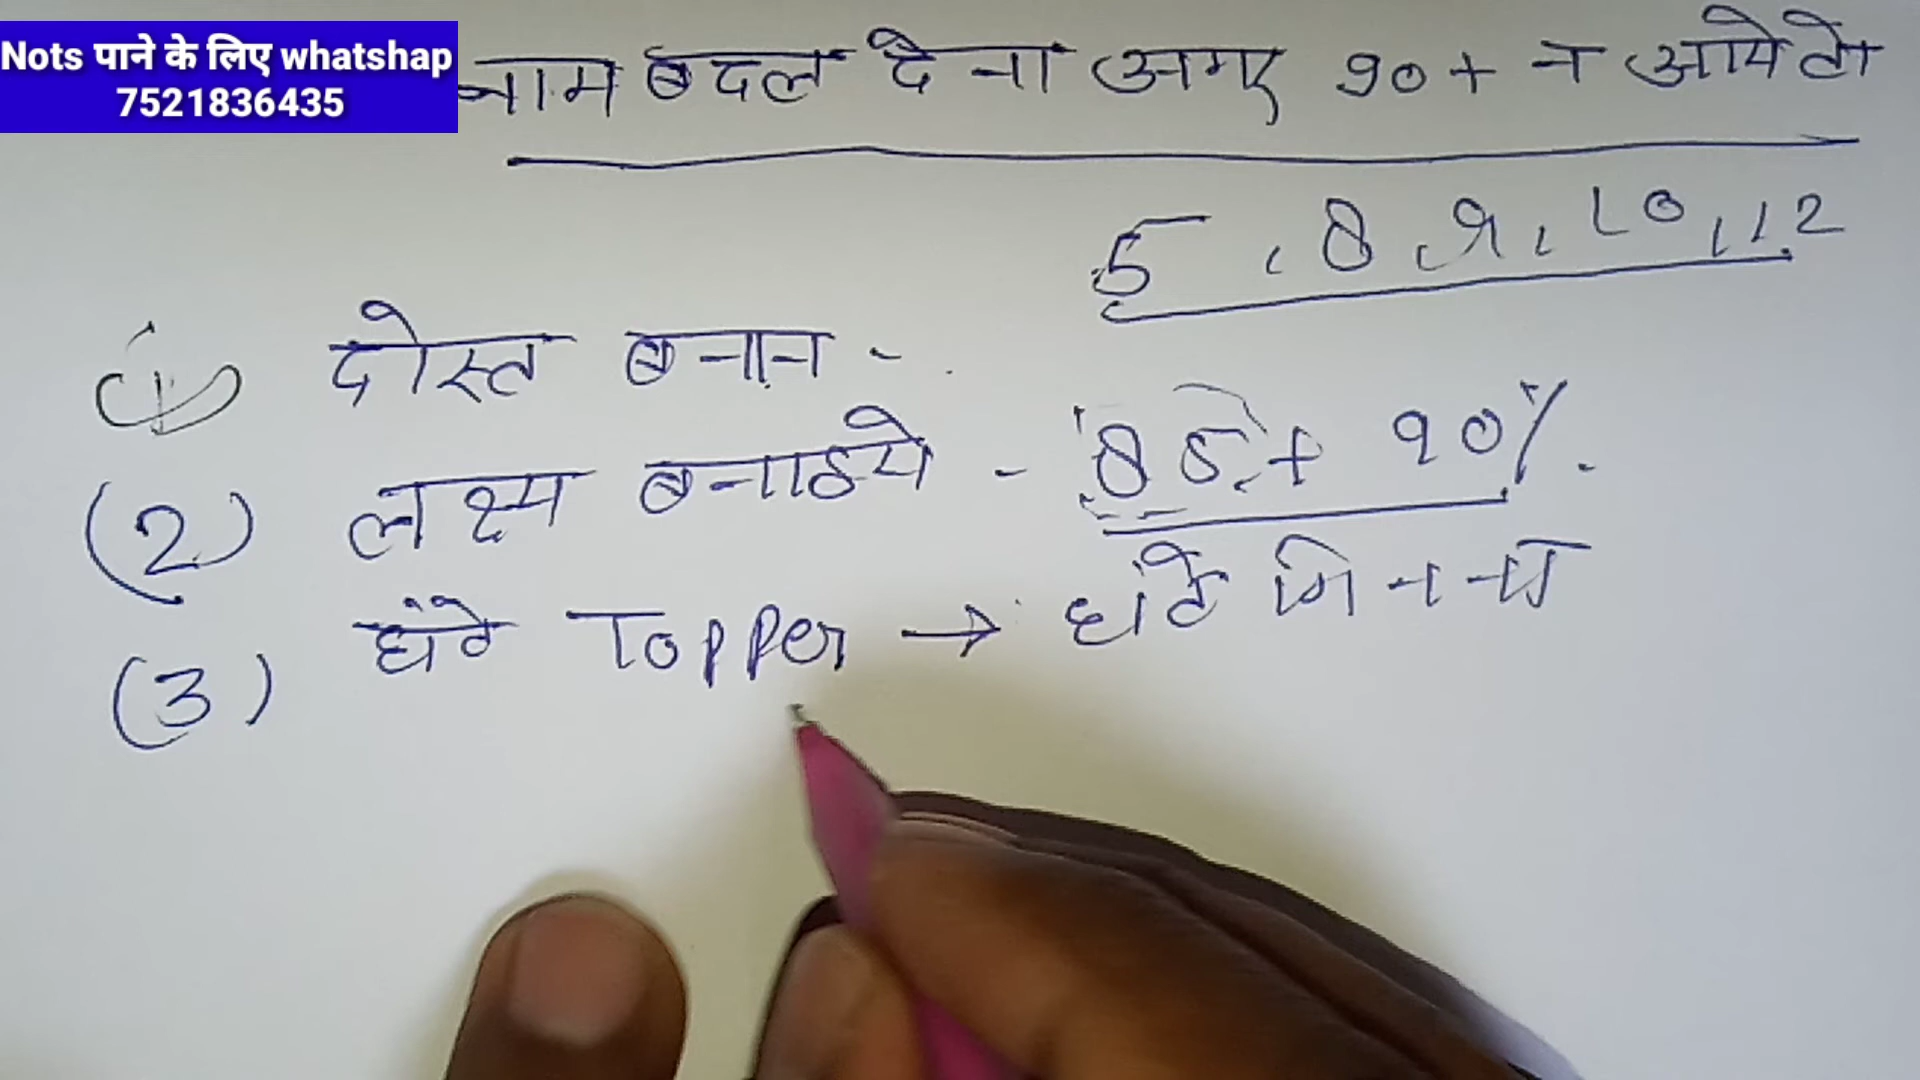 Nots पाने के लिए whatshap
7521836435
नाम बदल देना अगर 90+ न आये तो
5, 8, 9, 10, 12
(1) दोस्त बनान -
(2) लक्ष्य बनाइये - 85+ 90%.
(3) घंटे Topper → घंटे गिनना